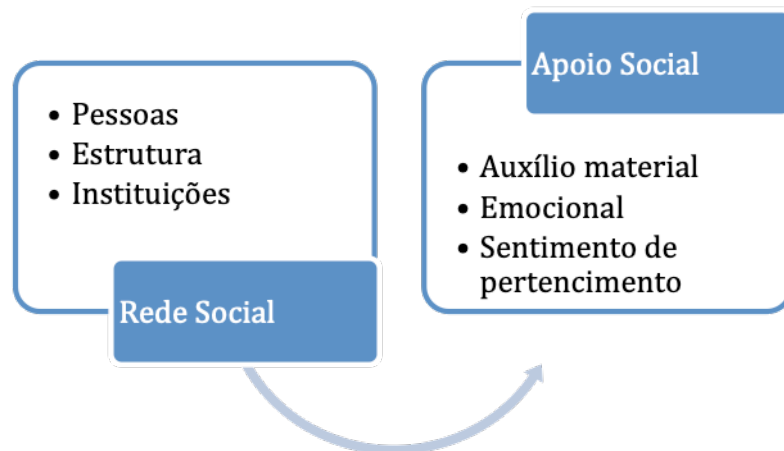 • Pessoas
• Estrutura
• Instituições
Rede Social
Apoio Social
• Auxílio material
• Emocional
• Sentimento de
pertencimento